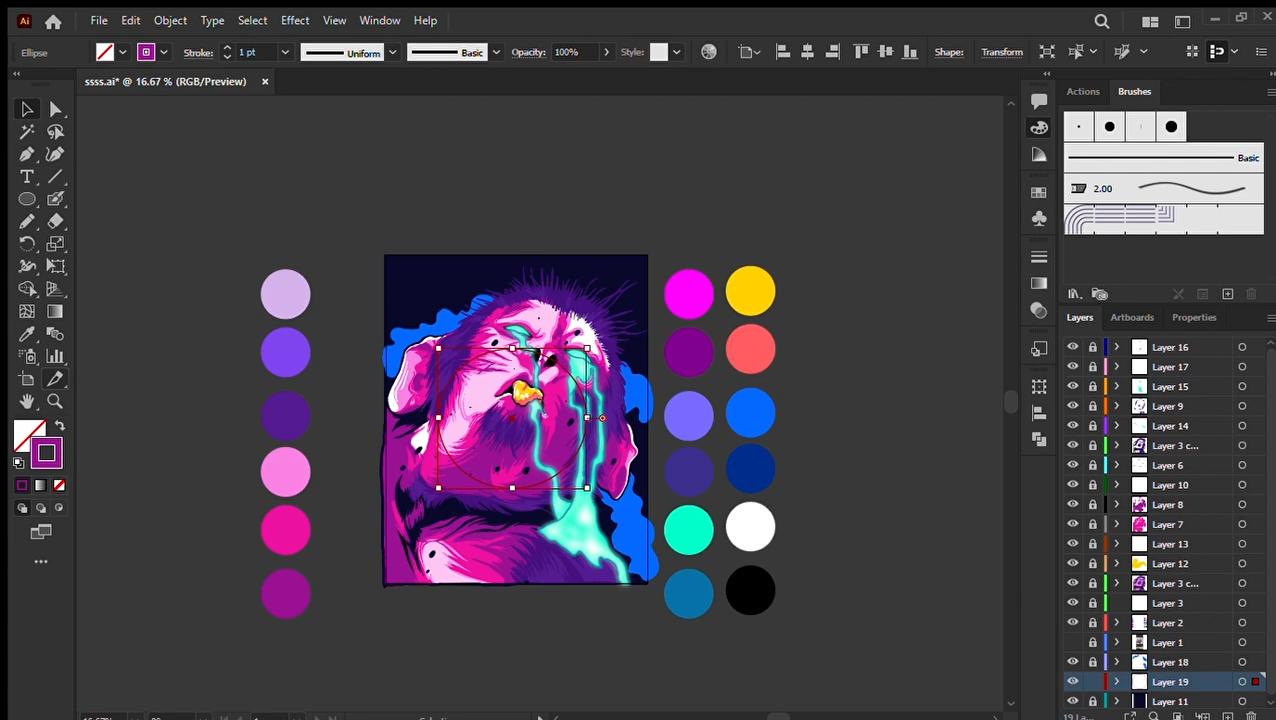 Ai File Edit Object Type Select Effect View Window Help
Ellipse Stroke: 1 pt Uniform Basic Opacity: 100% Style: Shape: Transform
ssss.ai* @ 16.67 % (RGB/Preview) ×
Actions Brushes
Basic
2.00
Layers Artboards Properties
Layer 16
Layer 17
Layer 15
Layer 9
Layer 14
Layer 3 c...
Layer 6
Layer 10
Layer 8
Layer 7
Layer 13
Layer 12
Layer 3 c...
Layer 3
Layer 2
Layer 1
Layer 18
Layer 19
Layer 11